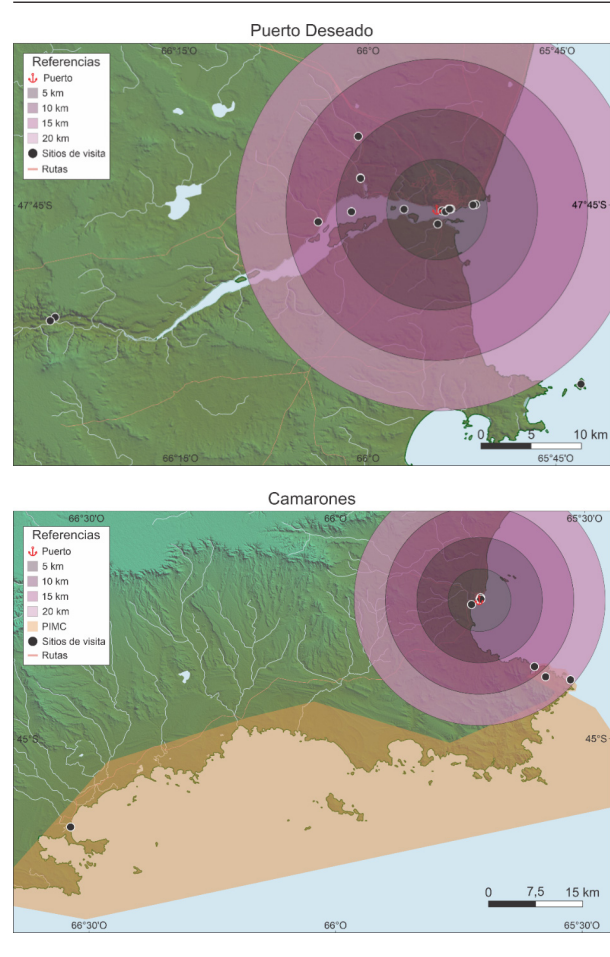 Puerto Deseado
66°15'O 66°O 65°45'O
Referencias
Puerto
5 km
10 km
15 km
20 km
Sitios de visita
Rutas
47°45'S 47°45'S
0 5 10 km
66°15'O 66°O 65°45'O
Camarones
66°30'O 66°O 65°30'O
Referencias
Puerto
5 km
10 km
15 km
20 km
PIMC
Sitios de visita
Rutas
45°S 45°S
0 7,5 15 km
66°30'O 66°O 65°30'O